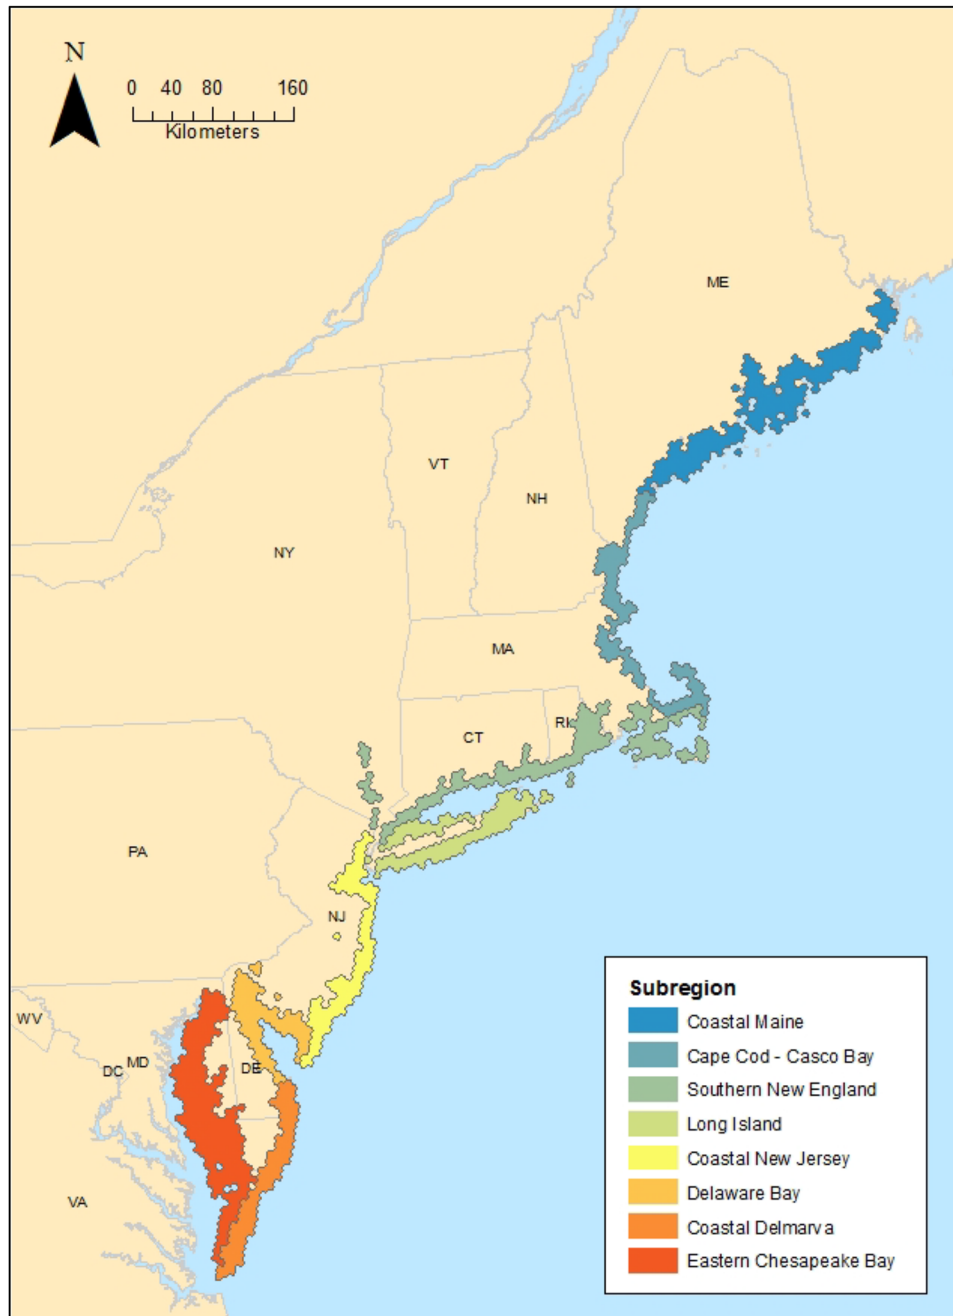 N
0 40 80 160
Kilometers
ME
VT
NH
NY
MA
CT
RI
PA
NJ
WV
MD
DC
DE
VA
Subregion
Coastal Maine
Cape Cod - Casco Bay
Southern New England
Long Island
Coastal New Jersey
Delaware Bay
Coastal Delmarva
Eastern Chesapeake Bay